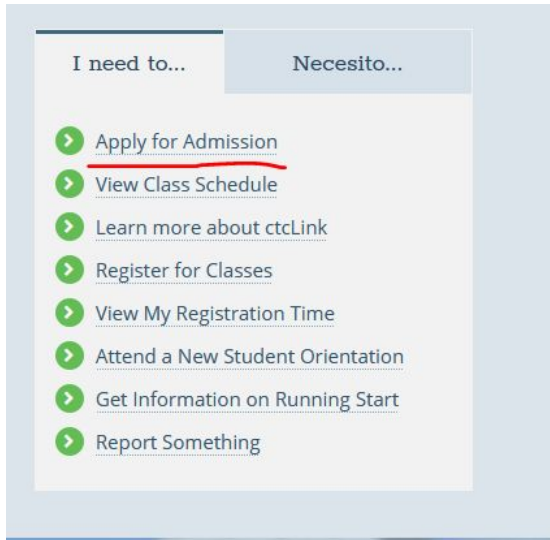 I need to...
Necesito...
Apply for Admission
View Class Schedule
Learn more about ctcLink
Register for Classes
View My Registration Time
Attend a New Student Orientation
Get Information on Running Start
Report Something